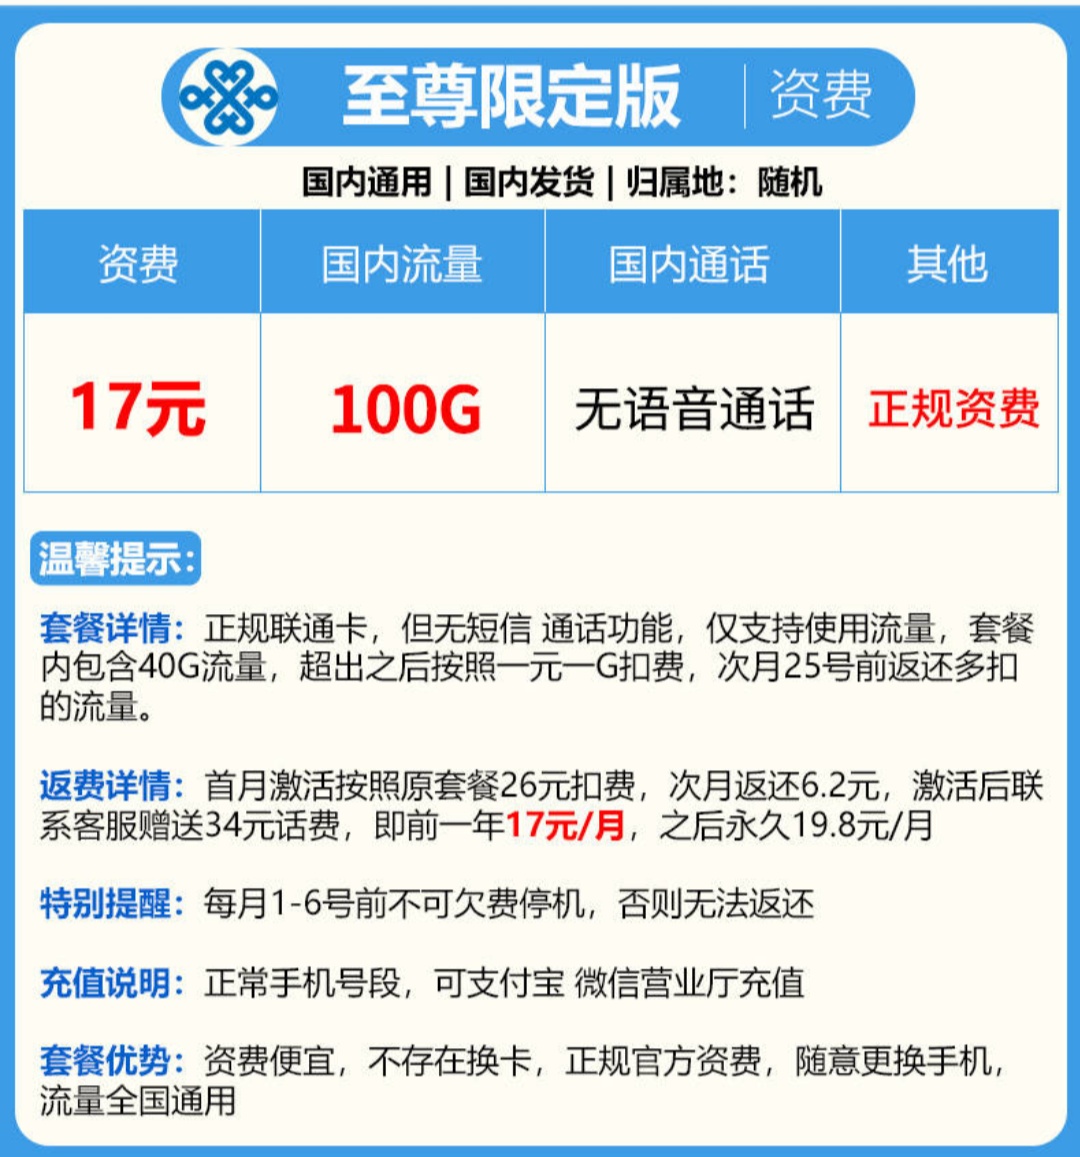 至尊限定版 | 资费
国内通用 | 国内发货 | 归属地：随机
资费 国内流量 国内通话 其他
17元 100G 无语音通话 正规资费
温馨提示：
套餐详情：正规联通卡，但无短信 通话功能，仅支持使用流量，套餐
内包含40G流量，超出之后按照一元一G扣费，次月25号前返还多扣
的流量。
返费详情：首月激活按照原套餐26元扣费，次月返还6.2元，激活后联
系客服赠送34元话费，即前一年17元/月，之后永久19.8元/月
特别提醒：每月1-6号前不可欠费停机，否则无法返还
充值说明：正常手机号段，可支付宝 微信营业厅充值
套餐优势：资费便宜，不存在换卡，正规官方资费，随意更换手机，
流量全国通用